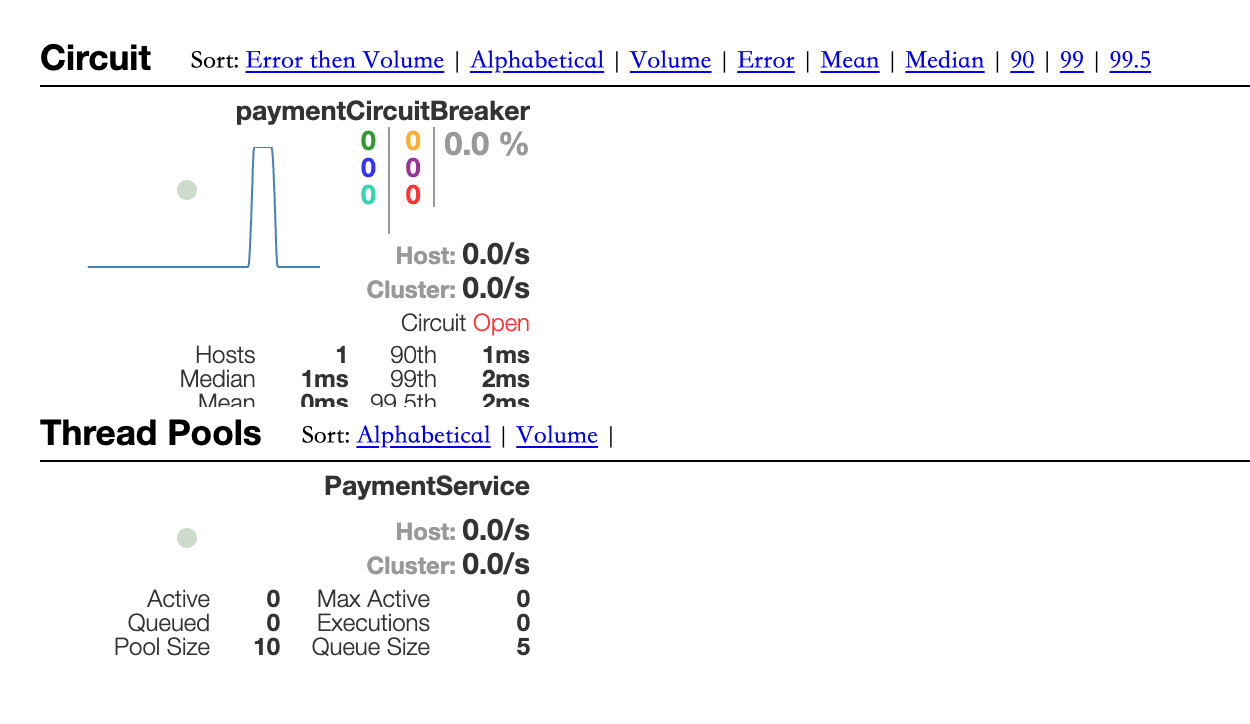 Circuit Sort: Error then Volume | Alphabetical | Volume | Error | Mean | Median | 90 | 99 | 99.5
paymentCircuitBreaker
0 0 0.0 %
0 0
0 0
Host: 0.0/s
Cluster: 0.0/s
Circuit Open
Hosts 1 90th 1ms
Median 1ms 99th 2ms
Mean 0ms 99.5th 2ms
Thread Pools Sort: Alphabetical | Volume |
PaymentService
Host: 0.0/s
Cluster: 0.0/s
Active 0 Max Active 0
Queued 0 Executions 0
Pool Size 10 Queue Size 5